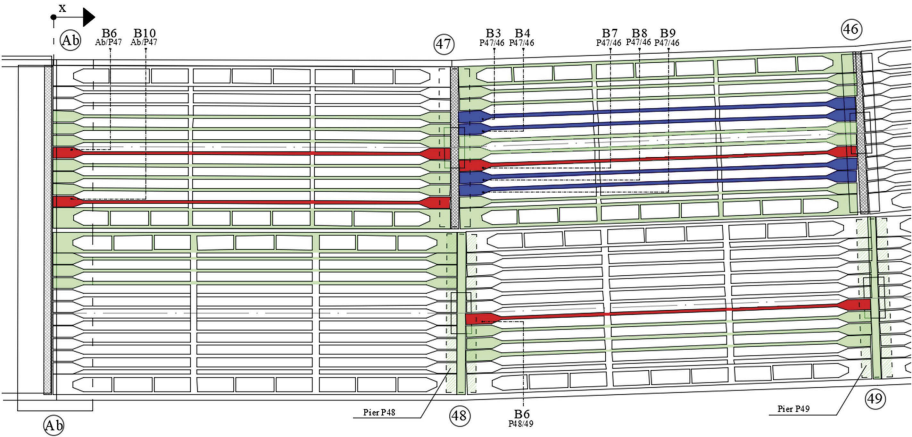 x
Ab
B6
Ab/P47
B10
Ab/P47
47
B3
P47/46
B4
P47/46
B7
P47/46
B8
P47/46
B9
P47/46
46
Pier P48
48
B6
P48/49
Pier P49
49
Ab